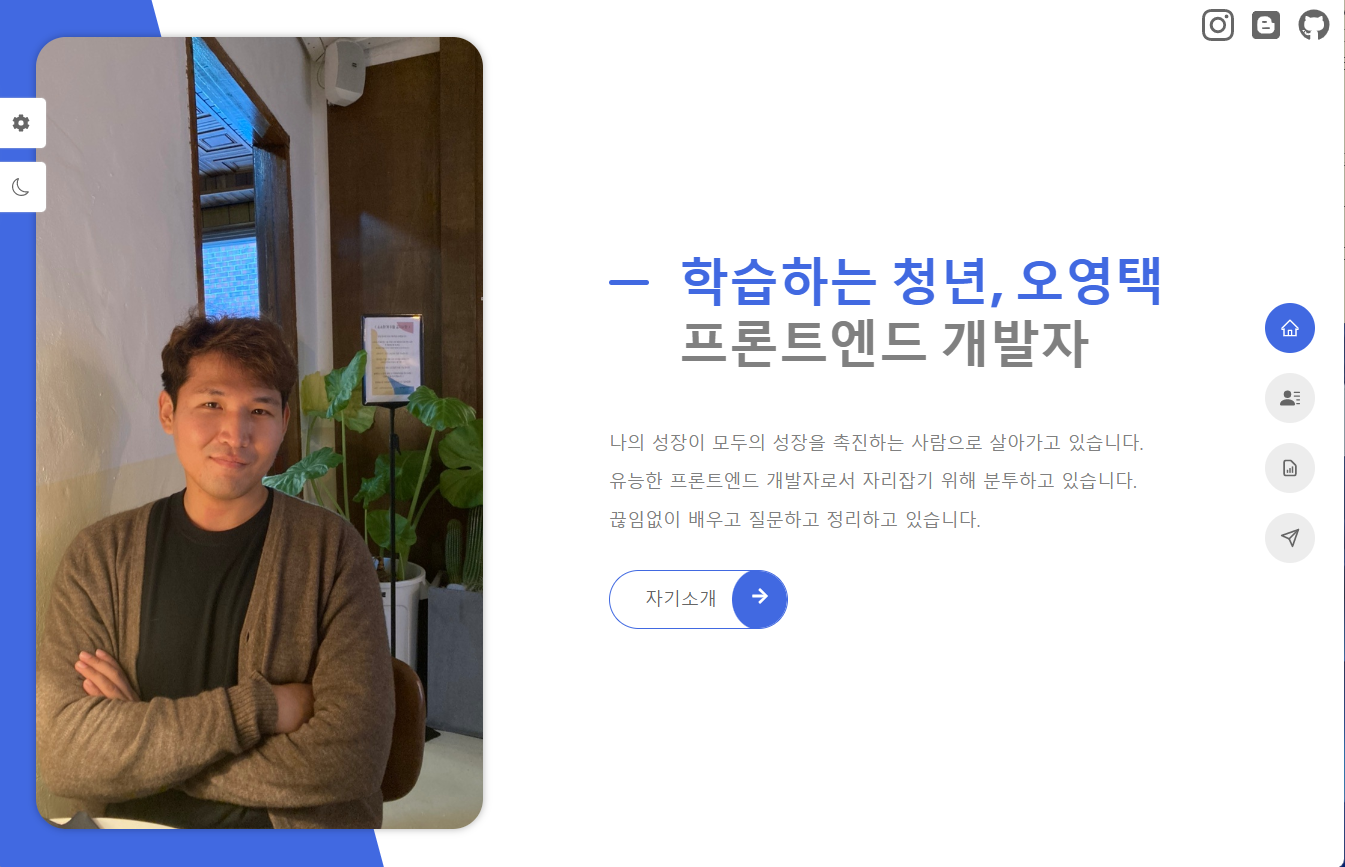 학습하는 청년, 오영택
프론트엔드 개발자
나의 성장이 모두의 성장을 촉진하는 사람으로 살아가고 있습니다.
유능한 프론트엔드 개발자로서 자리잡기 위해 분투하고 있습니다.
끊임없이 배우고 질문하고 정리하고 있습니다.
자기소개